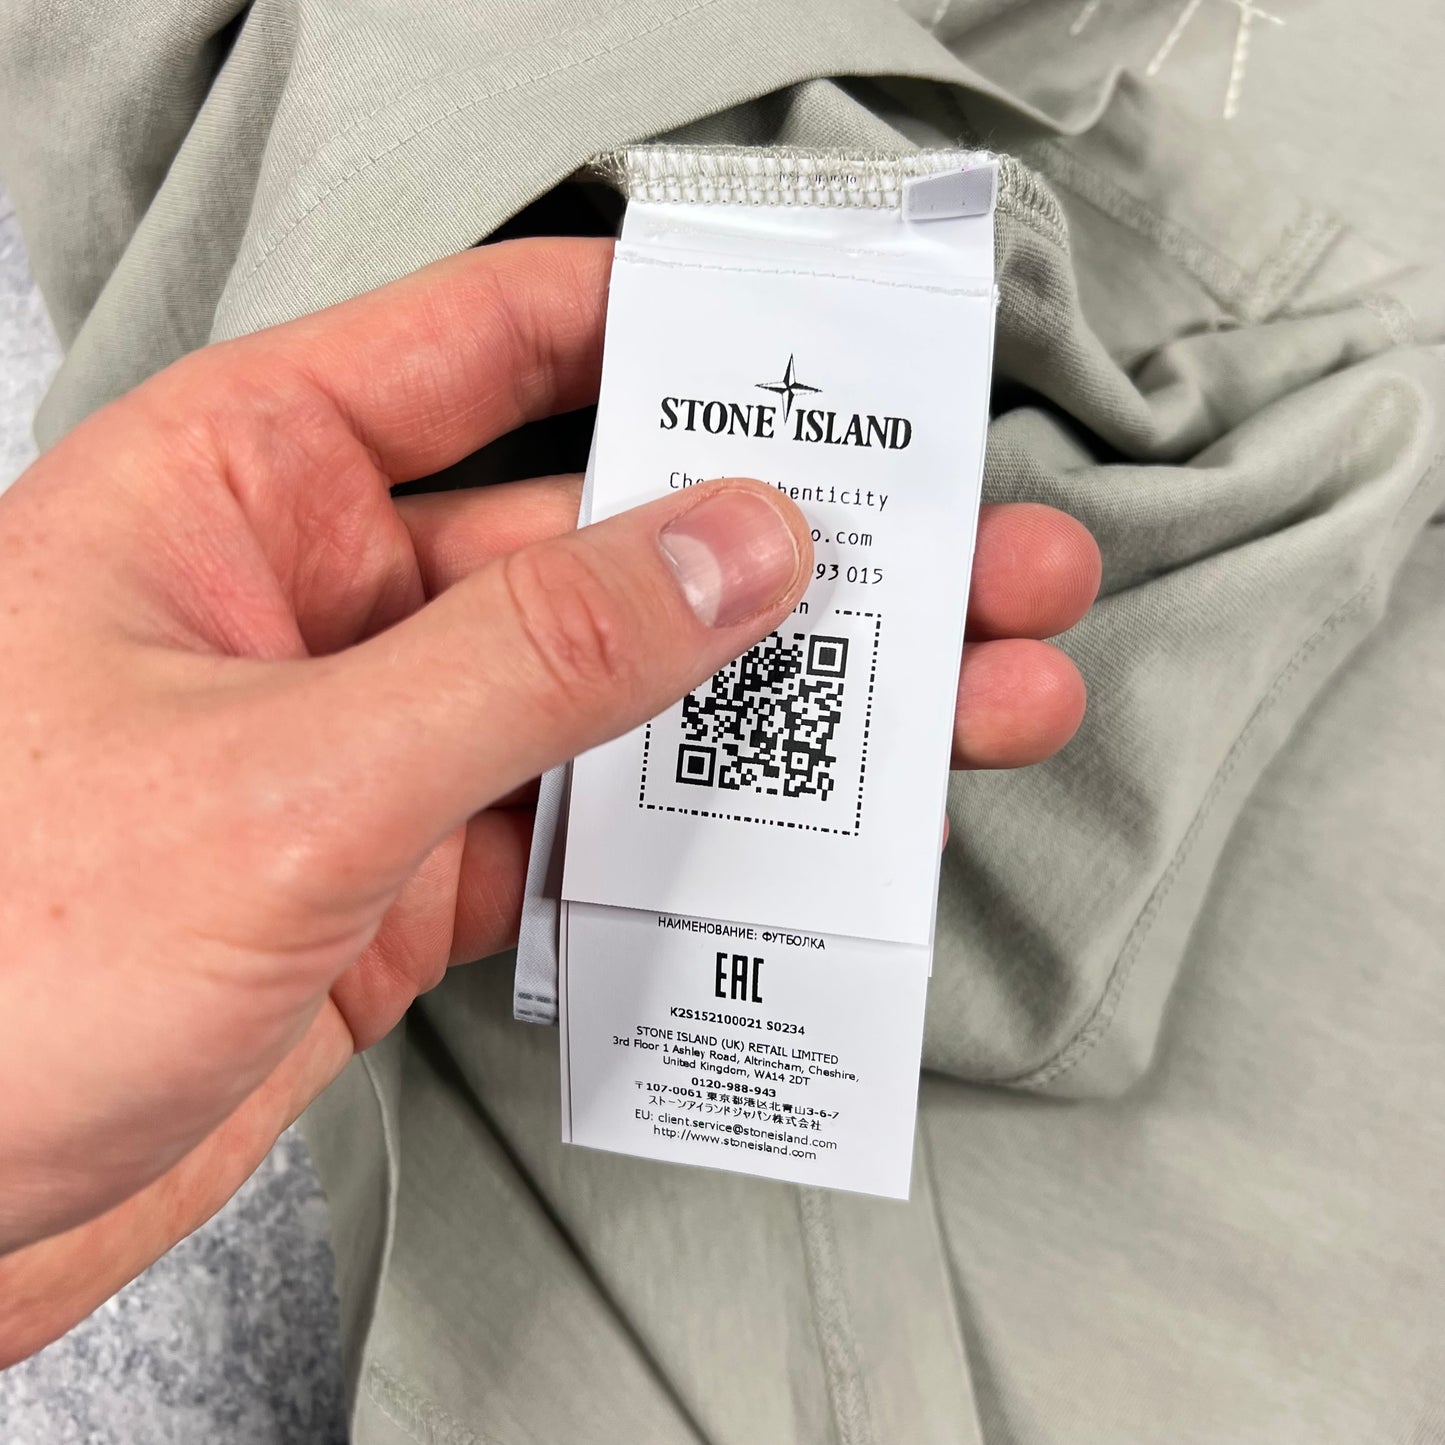 STONE ISLAND
Check authenticity
o.com
93 015
НАИМЕНОВАНИЕ: ФУТБОЛКА
EAC
K2S152100021 S0234
STONE ISLAND (UK) RETAIL LIMITED
3rd Floor 1 Ashley Road, Altrincham, Cheshire,
United Kingdom, WA14 2DT
0120-988-943
〒107-0061 東京都港区北青山3-6-7
ストーンアイランドジャパン株式会社
EU: client.service@stoneisland.com
http://www.stoneisland.com